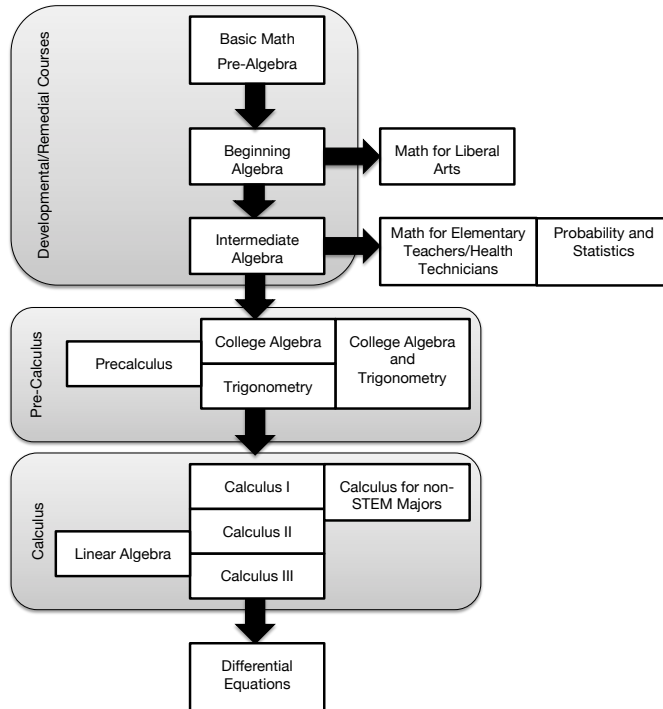 Developmental/Remedial Courses
Basic Math
Pre-Algebra
Beginning
Algebra
Math for Liberal
Arts
Intermediate
Algebra
Math for Elementary
Teachers/Health
Technicians
Probability and
Statistics
Pre-Calculus
Precalculus
College Algebra
Trigonometry
College Algebra
and
Trigonometry
Calculus
Calculus I
Calculus for non-
STEM Majors
Calculus II
Linear Algebra
Calculus III
Differential
Equations